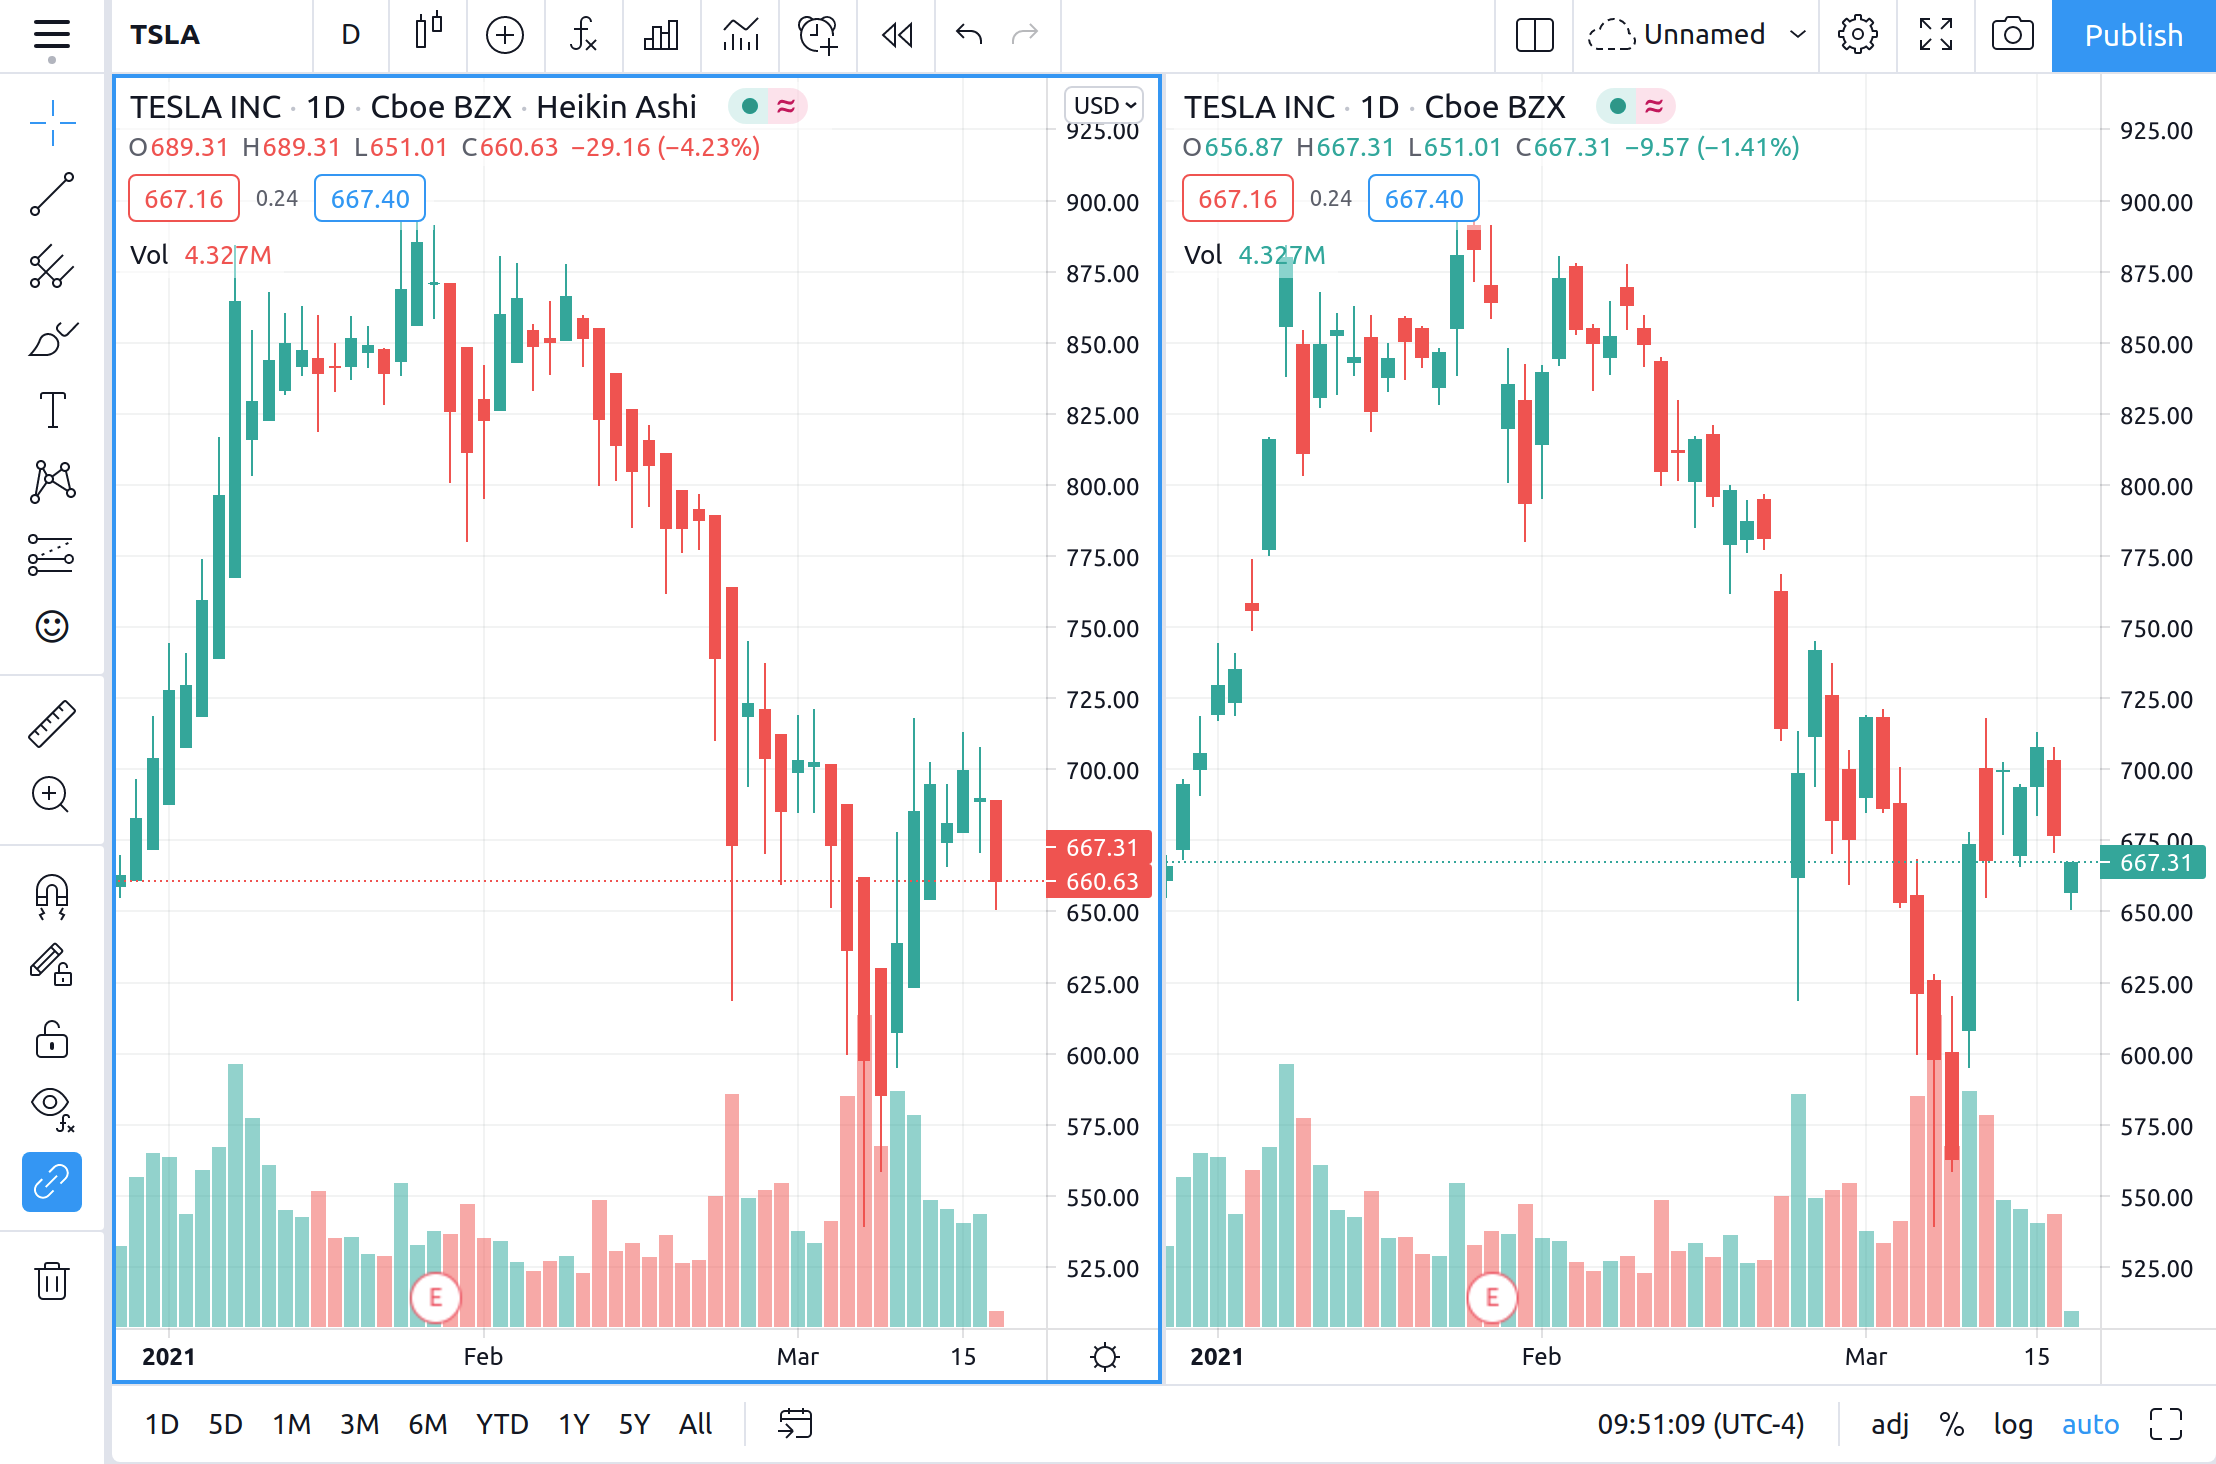 TSLA D Unnamed Publish
TESLA INC · 1D · Cboe BZX · Heikin Ashi
O689.31 H689.31 L651.01 C660.63 −29.16 (−4.23%)
667.16 0.24 667.40
Vol 4.327M
USD
925.00
900.00
875.00
850.00
825.00
800.00
775.00
750.00
725.00
700.00
667.31
660.63
650.00
625.00
600.00
575.00
550.00
525.00
E
2021 Feb Mar 15
TESLA INC · 1D · Cboe BZX
O656.87 H667.31 L651.01 C667.31 −9.57 (−1.41%)
667.16 0.24 667.40
Vol 4.327M
925.00
900.00
875.00
850.00
825.00
800.00
775.00
750.00
725.00
700.00
675.00
667.31
650.00
625.00
600.00
575.00
550.00
525.00
E
2021 Feb Mar 15
1D 5D 1M 3M 6M YTD 1Y 5Y All 09:51:09 (UTC-4) adj % log auto